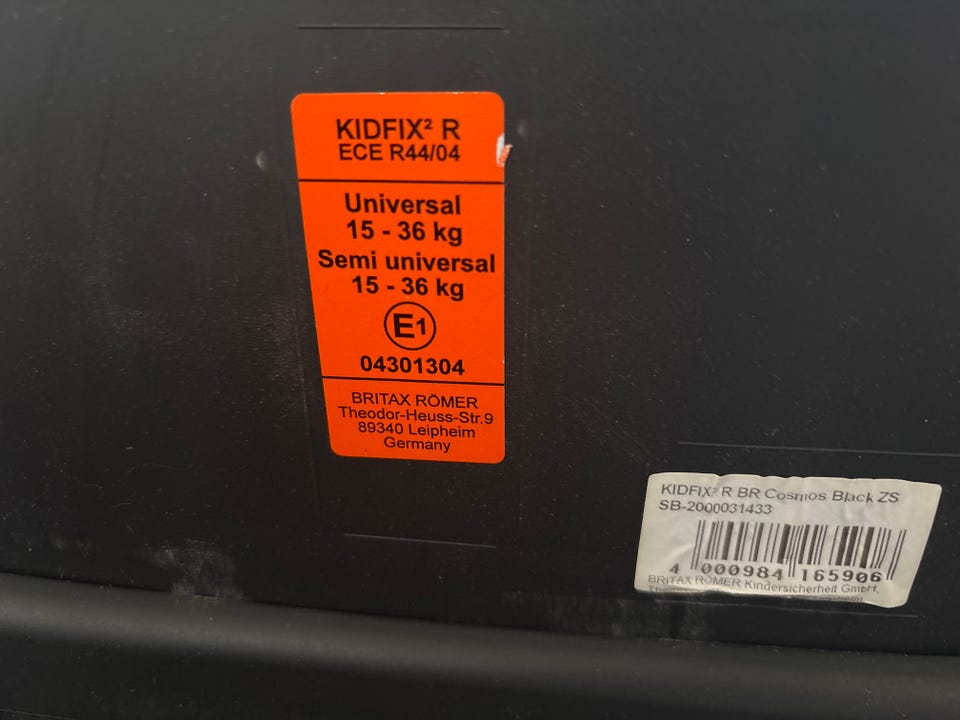 KIDFIX² R
ECE R44/04
Universal
15 - 36 kg
Semi universal
15 - 36 kg
E1
04301304
BRITAX RÖMER
Theodor-Heuss-Str.9
89340 Leipheim
Germany
KIDFIX² R BR Cosmos Black ZS
SB-2000031433
4 000984 165906
BRITAX RÖMER Kindersicherheit GmbH,